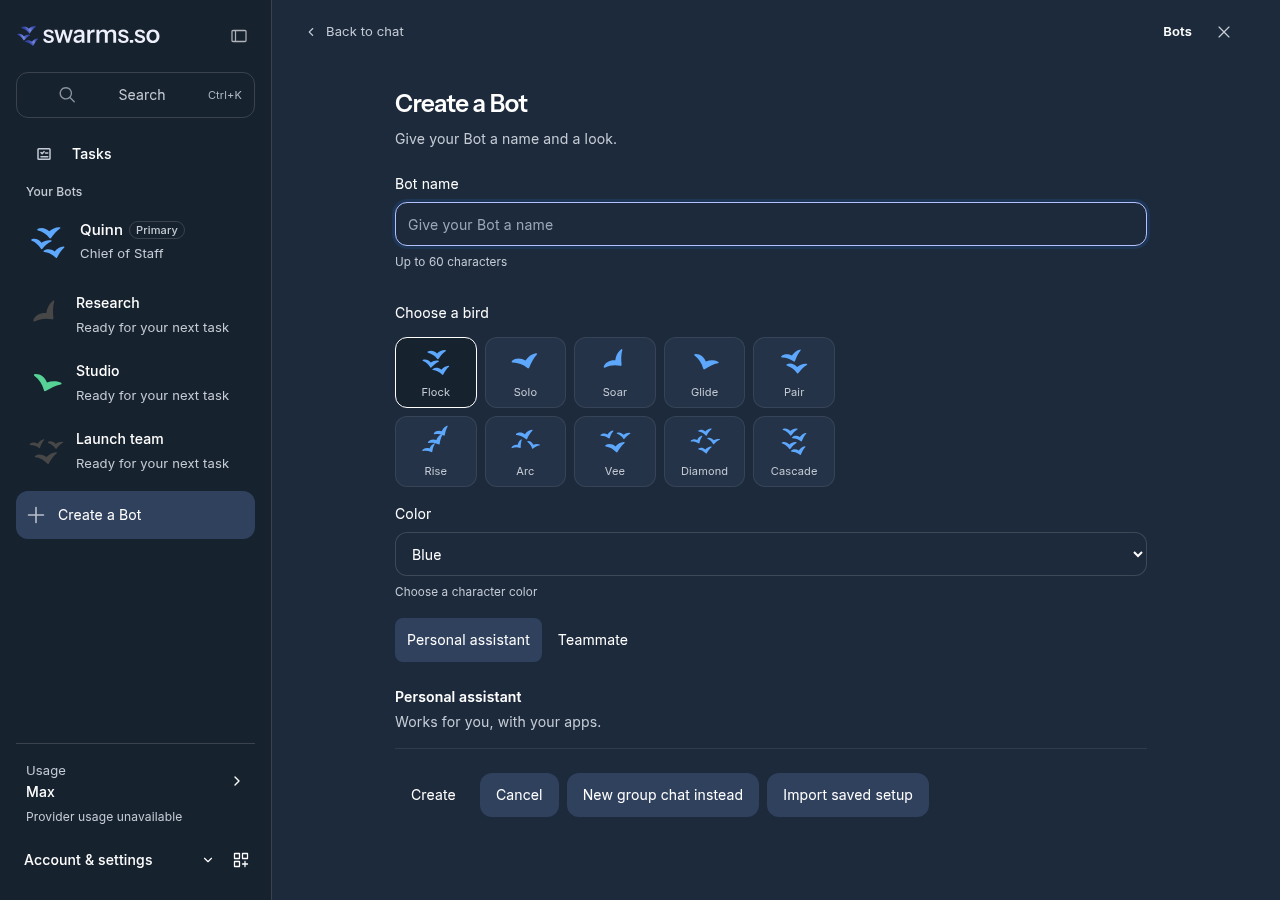 swarms.so
Search Ctrl+K
Tasks
Your Bots
Quinn Primary
Chief of Staff
Research
Ready for your next task
Studio
Ready for your next task
Launch team
Ready for your next task
Create a Bot
Usage
Max
Provider usage unavailable
Account & settings
Back to chat
Bots
Create a Bot
Give your Bot a name and a look.
Bot name
Give your Bot a name
Up to 60 characters
Choose a bird
Flock Solo Soar Glide Pair
Rise Arc Vee Diamond Cascade
Color
Blue
Choose a character color
Personal assistant Teammate
Personal assistant
Works for you, with your apps.
Create Cancel New group chat instead Import saved setup